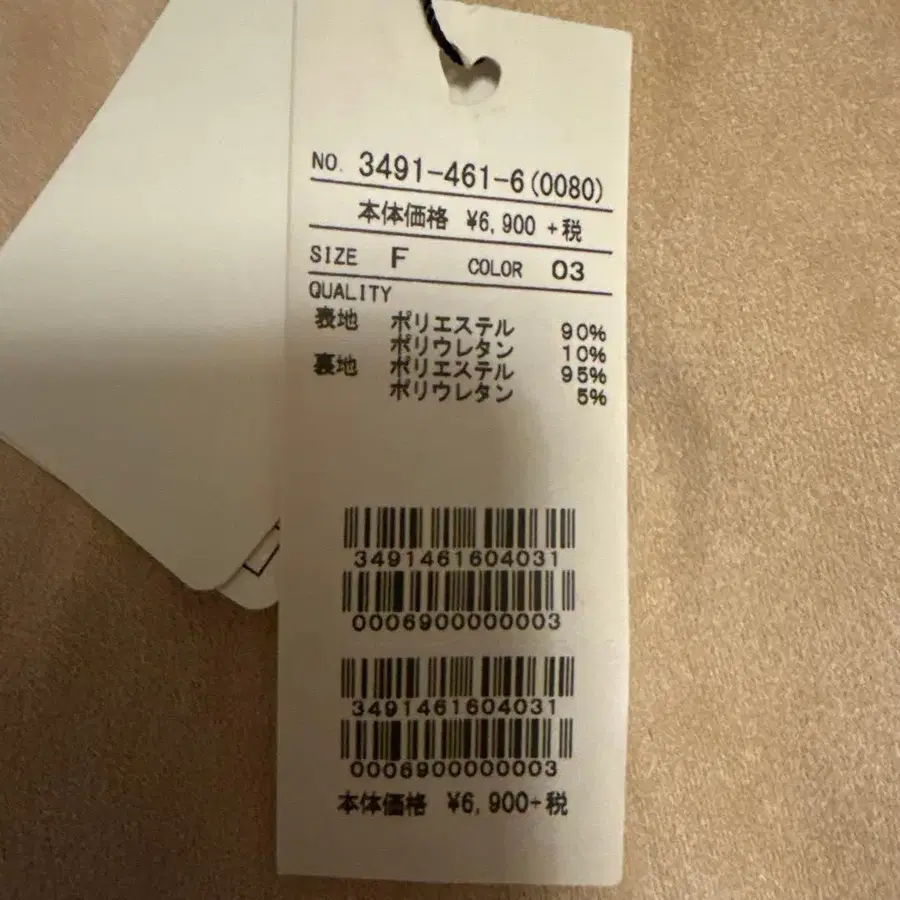 NO. 3491-461-6(0080)
本体価格 ¥6,900 +税
SIZE F COLOR 03
QUALITY
表地 ポリエステル 90%
ポリウレタン 10%
裏地 ポリエステル 95%
ポリウレタン 5%
3491461604031
0006900000003
3491461604031
0006900000003
本体価格 ¥6,900+税